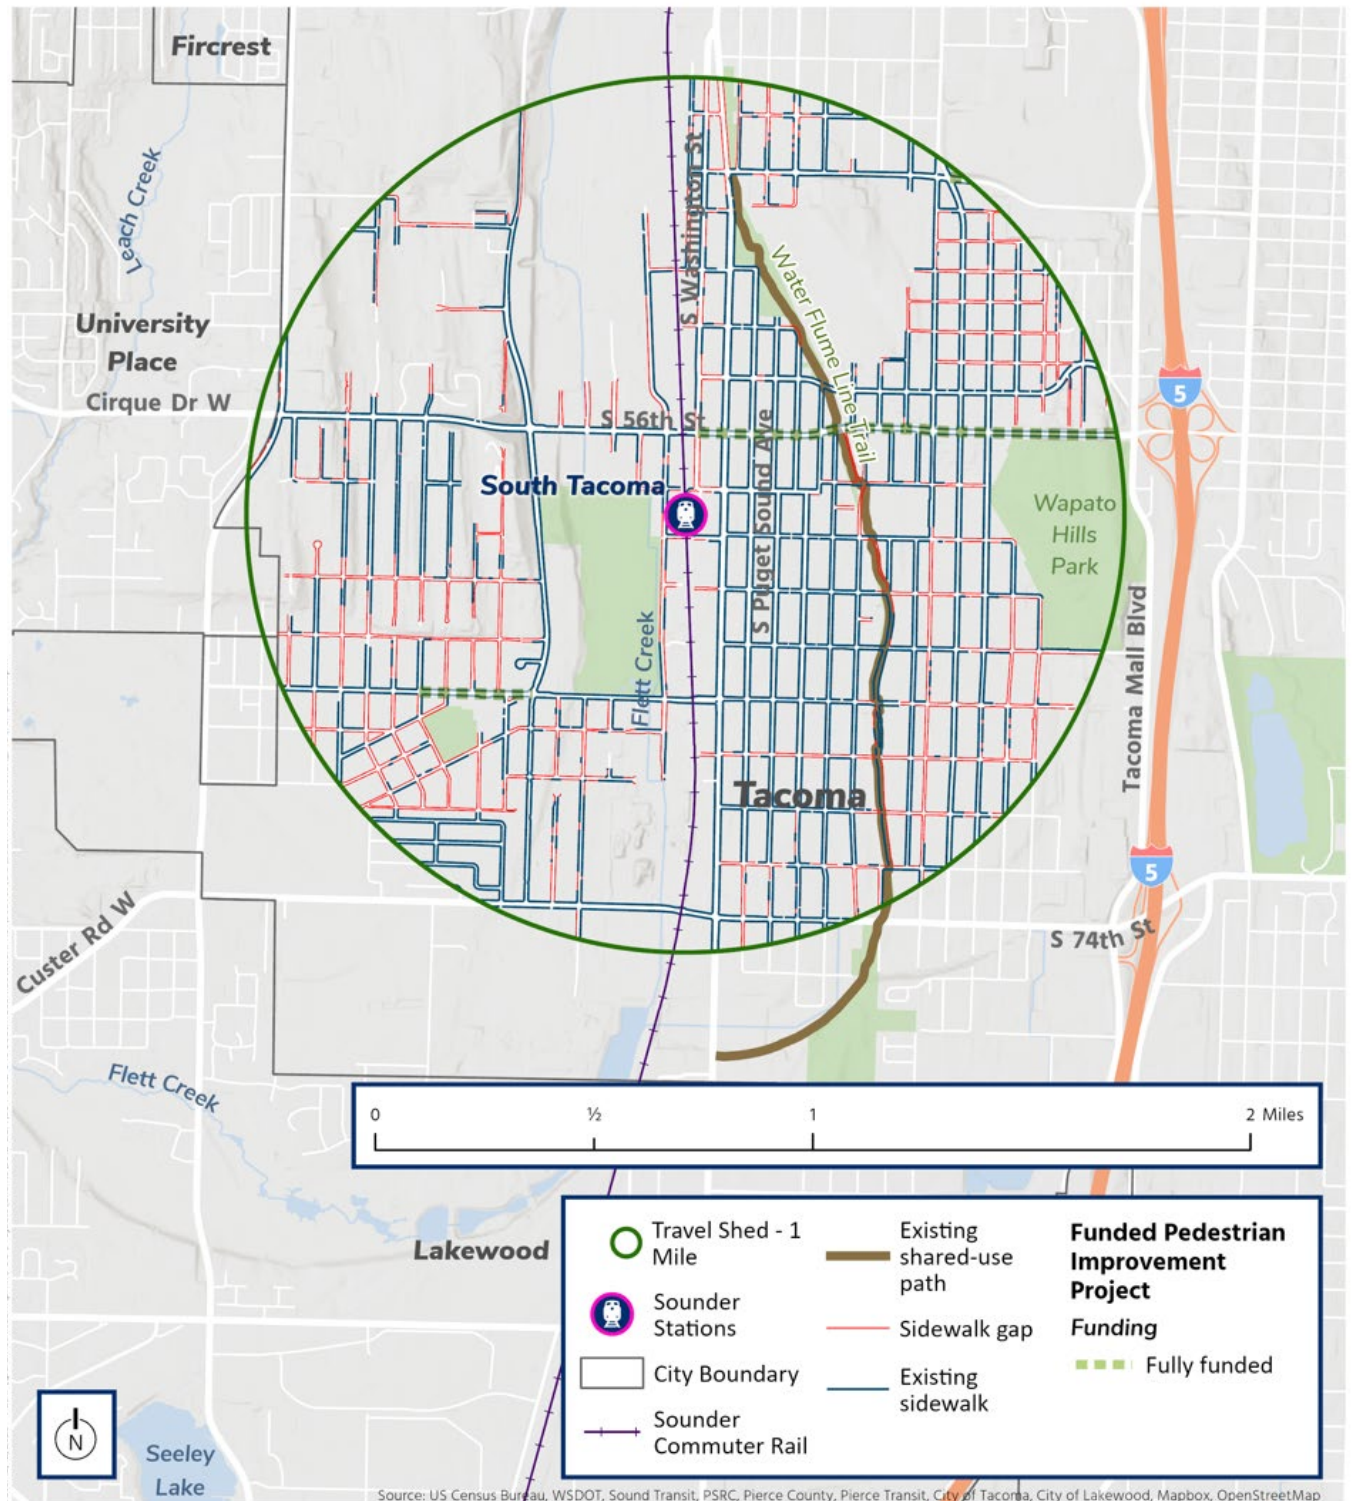 Fircrest
Leach Creek
S Washington St
University
Place
Cirque Dr W
Water Flume Line Trail
5
S 56th St
South Tacoma
S Puget Sound Ave
Wapato
Hills
Park
Flett Creek
Tacoma Mall Blvd
Tacoma
5
Custer Rd W
S 74th St
Flett Creek
0 ½ 1 2 Miles
Lakewood
Travel Shed - 1
Mile
Sounder
Stations
City Boundary
Sounder
Commuter Rail
Existing
shared-use
path
Sidewalk gap
Existing
sidewalk
Funded Pedestrian
Improvement
Project
Funding
Fully funded
N
Seeley
Lake
Source: US Census Bureau, WSDOT, Sound Transit, PSRC, Pierce County, Pierce Transit, City of Tacoma, City of Lakewood, Mapbox, OpenStreetMap